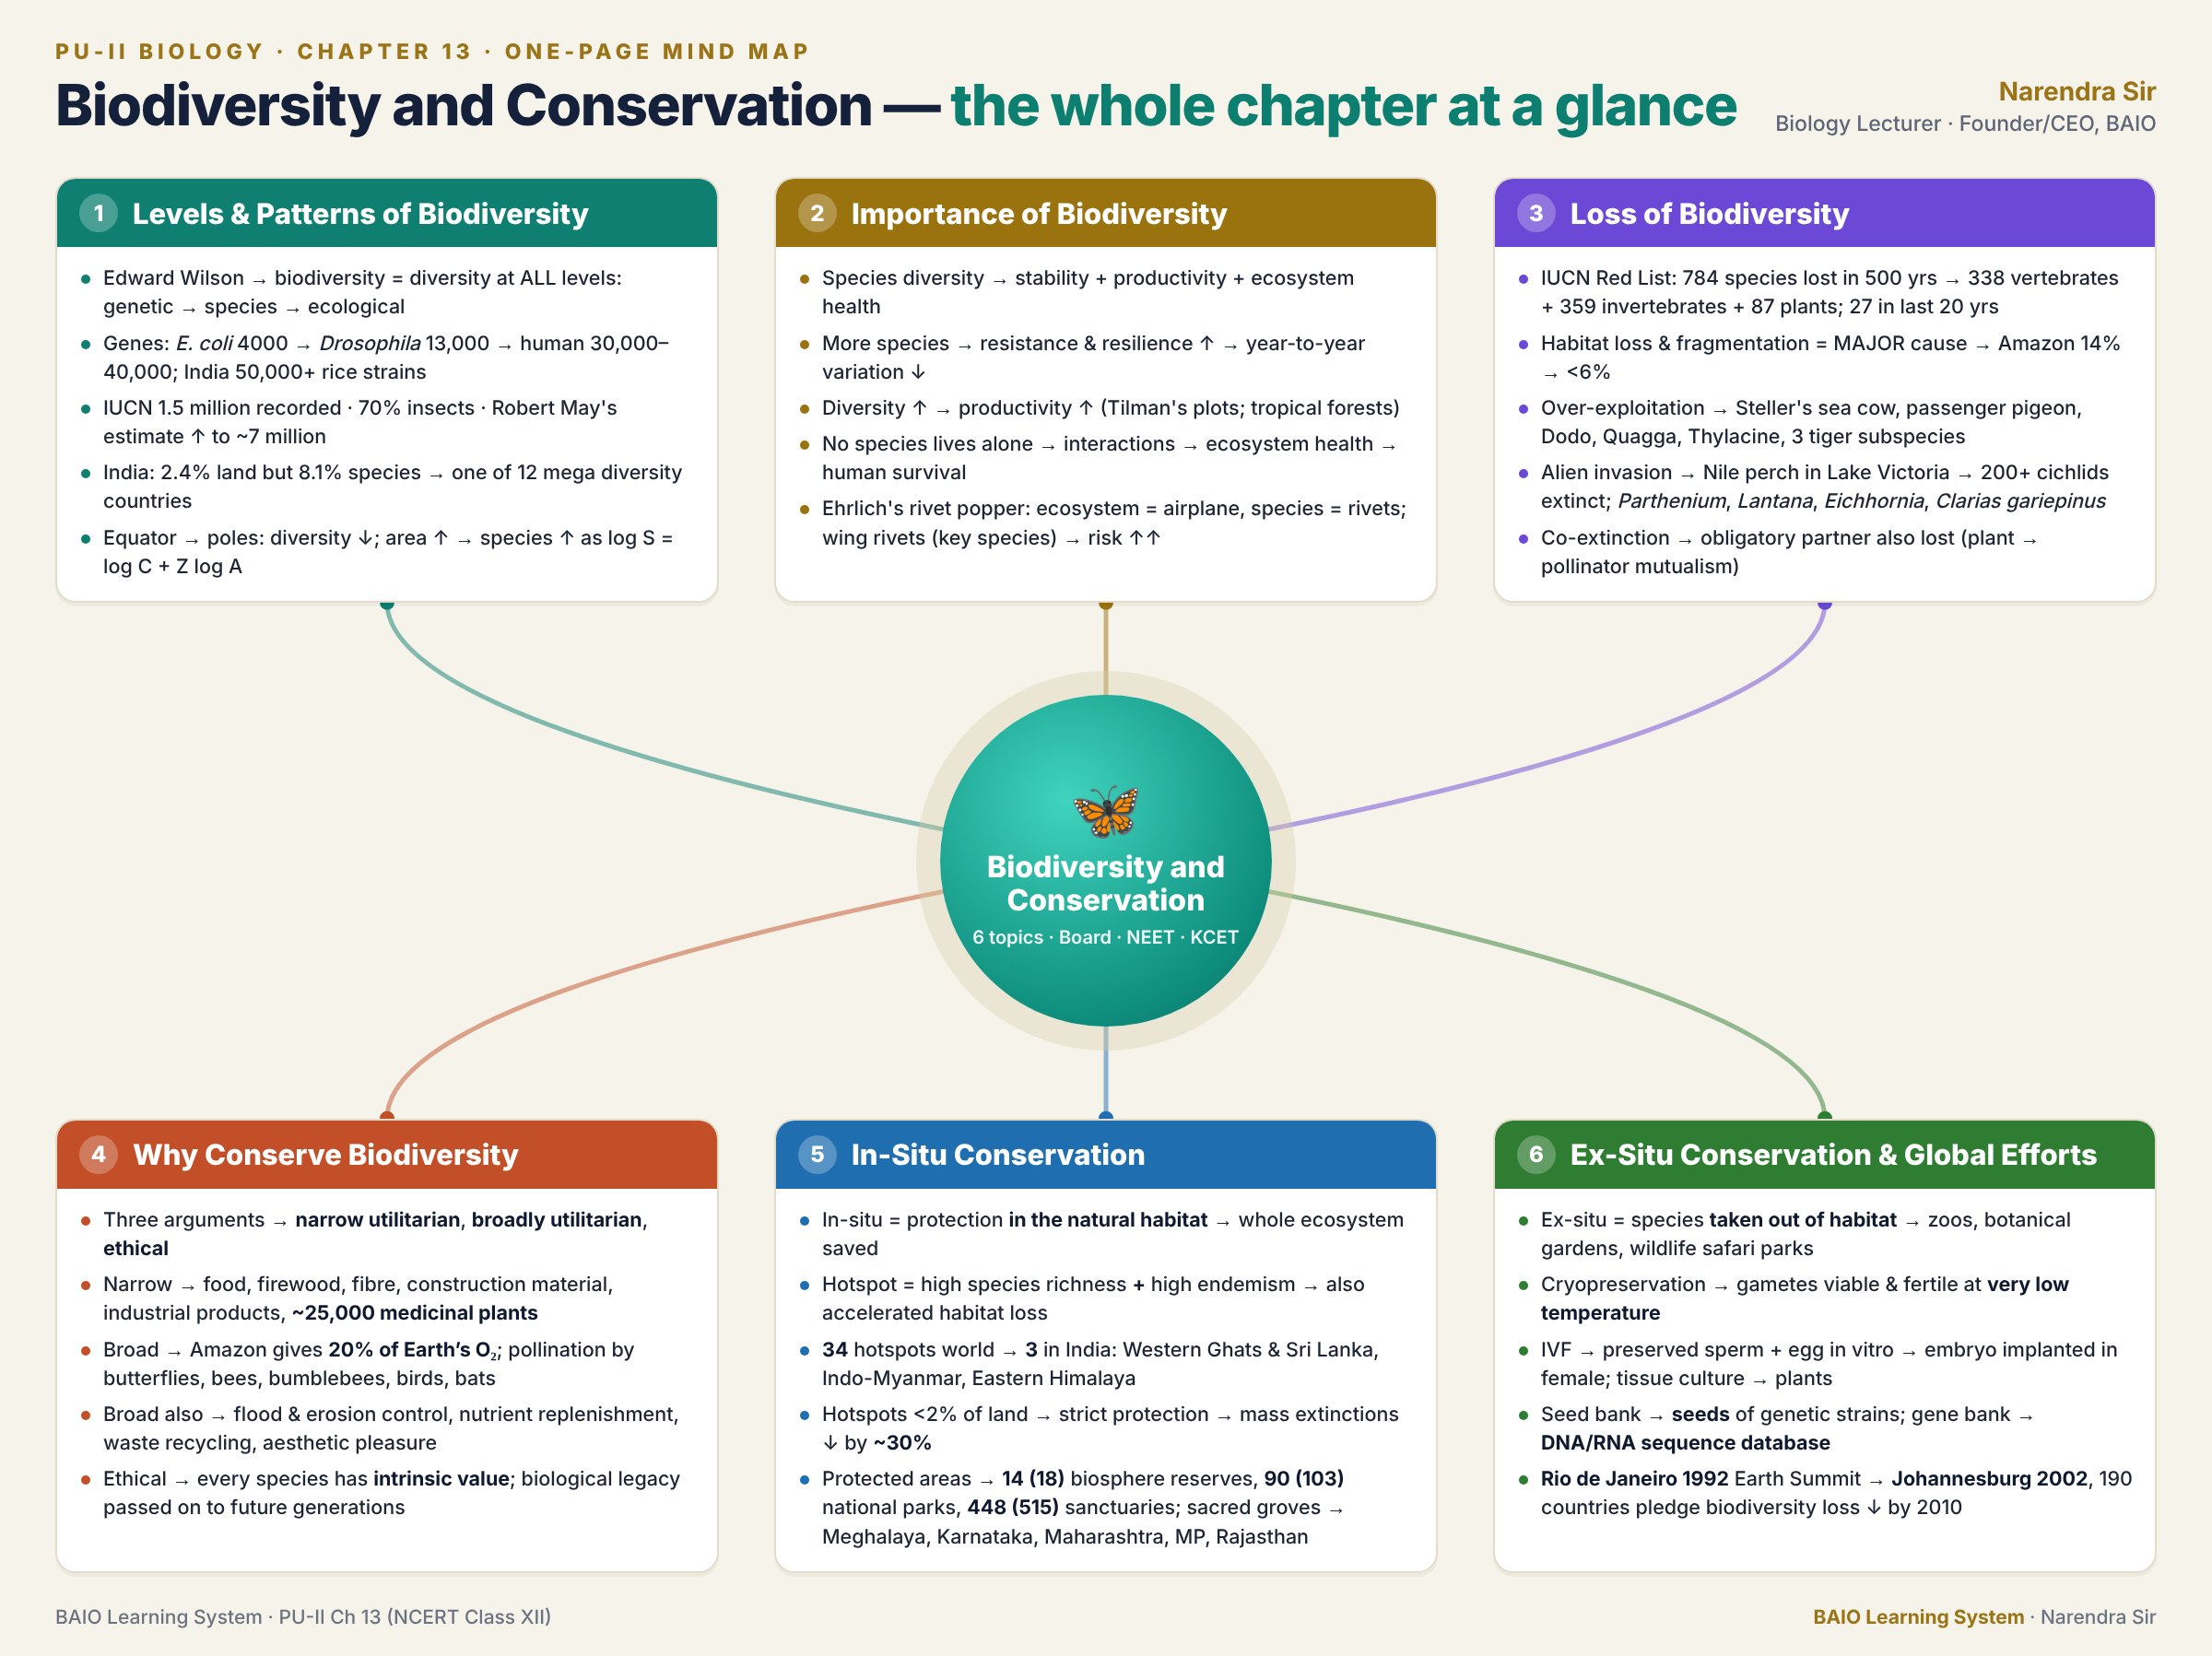 PU-II BIOLOGY · CHAPTER 13 · ONE-PAGE MIND MAP
Biodiversity and Conservation — the whole chapter at a glance
Narendra Sir
Biology Lecturer · Founder/CEO, BAIO
1 Levels & Patterns of Biodiversity
Edward Wilson → biodiversity = diversity at ALL levels:
genetic → species → ecological
Genes: E. coli 4000 → Drosophila 13,000 → human 30,000–
40,000; India 50,000+ rice strains
IUCN 1.5 million recorded · 70% insects · Robert May's
estimate ↑ to ~7 million
India: 2.4% land but 8.1% species → one of 12 mega diversity
countries
Equator → poles: diversity ↓; area ↑ → species ↑ as log S =
log C + Z log A
2 Importance of Biodiversity
Species diversity → stability + productivity + ecosystem
health
More species → resistance & resilience ↑ → year-to-year
variation ↓
Diversity ↑ → productivity ↑ (Tilman's plots; tropical forests)
No species lives alone → interactions → ecosystem health →
human survival
Ehrlich's rivet popper: ecosystem = airplane, species = rivets;
wing rivets (key species) → risk ↑↑
3 Loss of Biodiversity
IUCN Red List: 784 species lost in 500 yrs → 338 vertebrates
+ 359 invertebrates + 87 plants; 27 in last 20 yrs
Habitat loss & fragmentation = MAJOR cause → Amazon 14%
→ <6%
Over-exploitation → Steller's sea cow, passenger pigeon,
Dodo, Quagga, Thylacine, 3 tiger subspecies
Alien invasion → Nile perch in Lake Victoria → 200+ cichlids
extinct; Parthenium, Lantana, Eichhornia, Clarias gariepinus
Co-extinction → obligatory partner also lost (plant →
pollinator mutualism)
Biodiversity and
Conservation
6 topics · Board · NEET · KCET
4 Why Conserve Biodiversity
Three arguments → narrow utilitarian, broadly utilitarian,
ethical
Narrow → food, firewood, fibre, construction material,
industrial products, ~25,000 medicinal plants
Broad → Amazon gives 20% of Earth’s O₂; pollination by
butterflies, bees, bumblebees, birds, bats
Broad also → flood & erosion control, nutrient replenishment,
waste recycling, aesthetic pleasure
Ethical → every species has intrinsic value; biological legacy
passed on to future generations
5 In-Situ Conservation
In-situ = protection in the natural habitat → whole ecosystem
saved
Hotspot = high species richness + high endemism → also
accelerated habitat loss
34 hotspots world → 3 in India: Western Ghats & Sri Lanka,
Indo-Myanmar, Eastern Himalaya
Hotspots <2% of land → strict protection → mass extinctions
↓ by ~30%
Protected areas → 14 (18) biosphere reserves, 90 (103)
national parks, 448 (515) sanctuaries; sacred groves →
Meghalaya, Karnataka, Maharashtra, MP, Rajasthan
6 Ex-Situ Conservation & Global Efforts
Ex-situ = species taken out of habitat → zoos, botanical
gardens, wildlife safari parks
Cryopreservation → gametes viable & fertile at very low
temperature
IVF → preserved sperm + egg in vitro → embryo implanted in
female; tissue culture → plants
Seed bank → seeds of genetic strains; gene bank →
DNA/RNA sequence database
Rio de Janeiro 1992 Earth Summit → Johannesburg 2002, 190
countries pledge biodiversity loss ↓ by 2010
BAIO Learning System · PU-II Ch 13 (NCERT Class XII)
BAIO Learning System · Narendra Sir